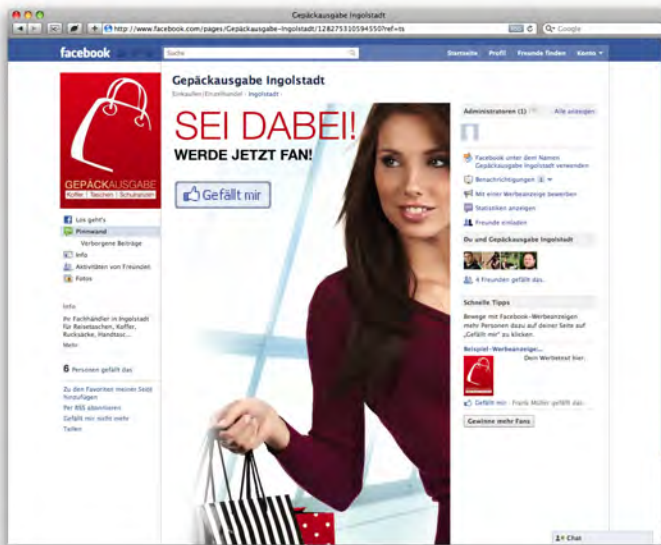 Gepäckausgabe Ingolstadt
http://www.facebook.com/pages/Gepäckausgabe-Ingolstadt/128275310594550?ref=ts
Google
facebook
Suche
Startseite Profil Freunde finden Konto
Gepäckausgabe Ingolstadt
Einkaufen/Einzelhandel · Ingolstadt
SEI DABEI!
WERDE JETZT FAN!
Gefällt mir
GEPÄCKAUSGABE
Koffer | Taschen | Schulranzen
Los geht's
Pinnwand
Verborgene Beiträge
Info
Aktivitäten von Freunden
Fotos
Info
Ihr Fachhändler in Ingolstadt
für Reisetaschen, Koffer,
Rucksäcke, Handtasc...
Mehr
6 Personen gefällt das
Zu den Favoriten meiner Seite
hinzufügen
Per RSS abonnieren
Gefällt mir nicht mehr
Teilen
Administratoren (1) Alle anzeigen
Facebook unter dem Namen
Gepäckausgabe Ingolstadt verwenden
Benachrichtigungen
Mit einer Werbeanzeige bewerben
Statistiken anzeigen
Freunde einladen
Du und Gepäckausgabe Ingolstadt
4 Freunden gefällt das.
Schnelle Tipps
Bewege mit Facebook-Werbeanzeigen
mehr Personen dazu auf deiner Seite auf
„Gefällt mir“ zu klicken.
Beispiel-Werbeanzeige:...
Dein Werbetext hier.
Gefällt mir · Frank Müller gefällt das.
Gewinne mehr Fans
Chat